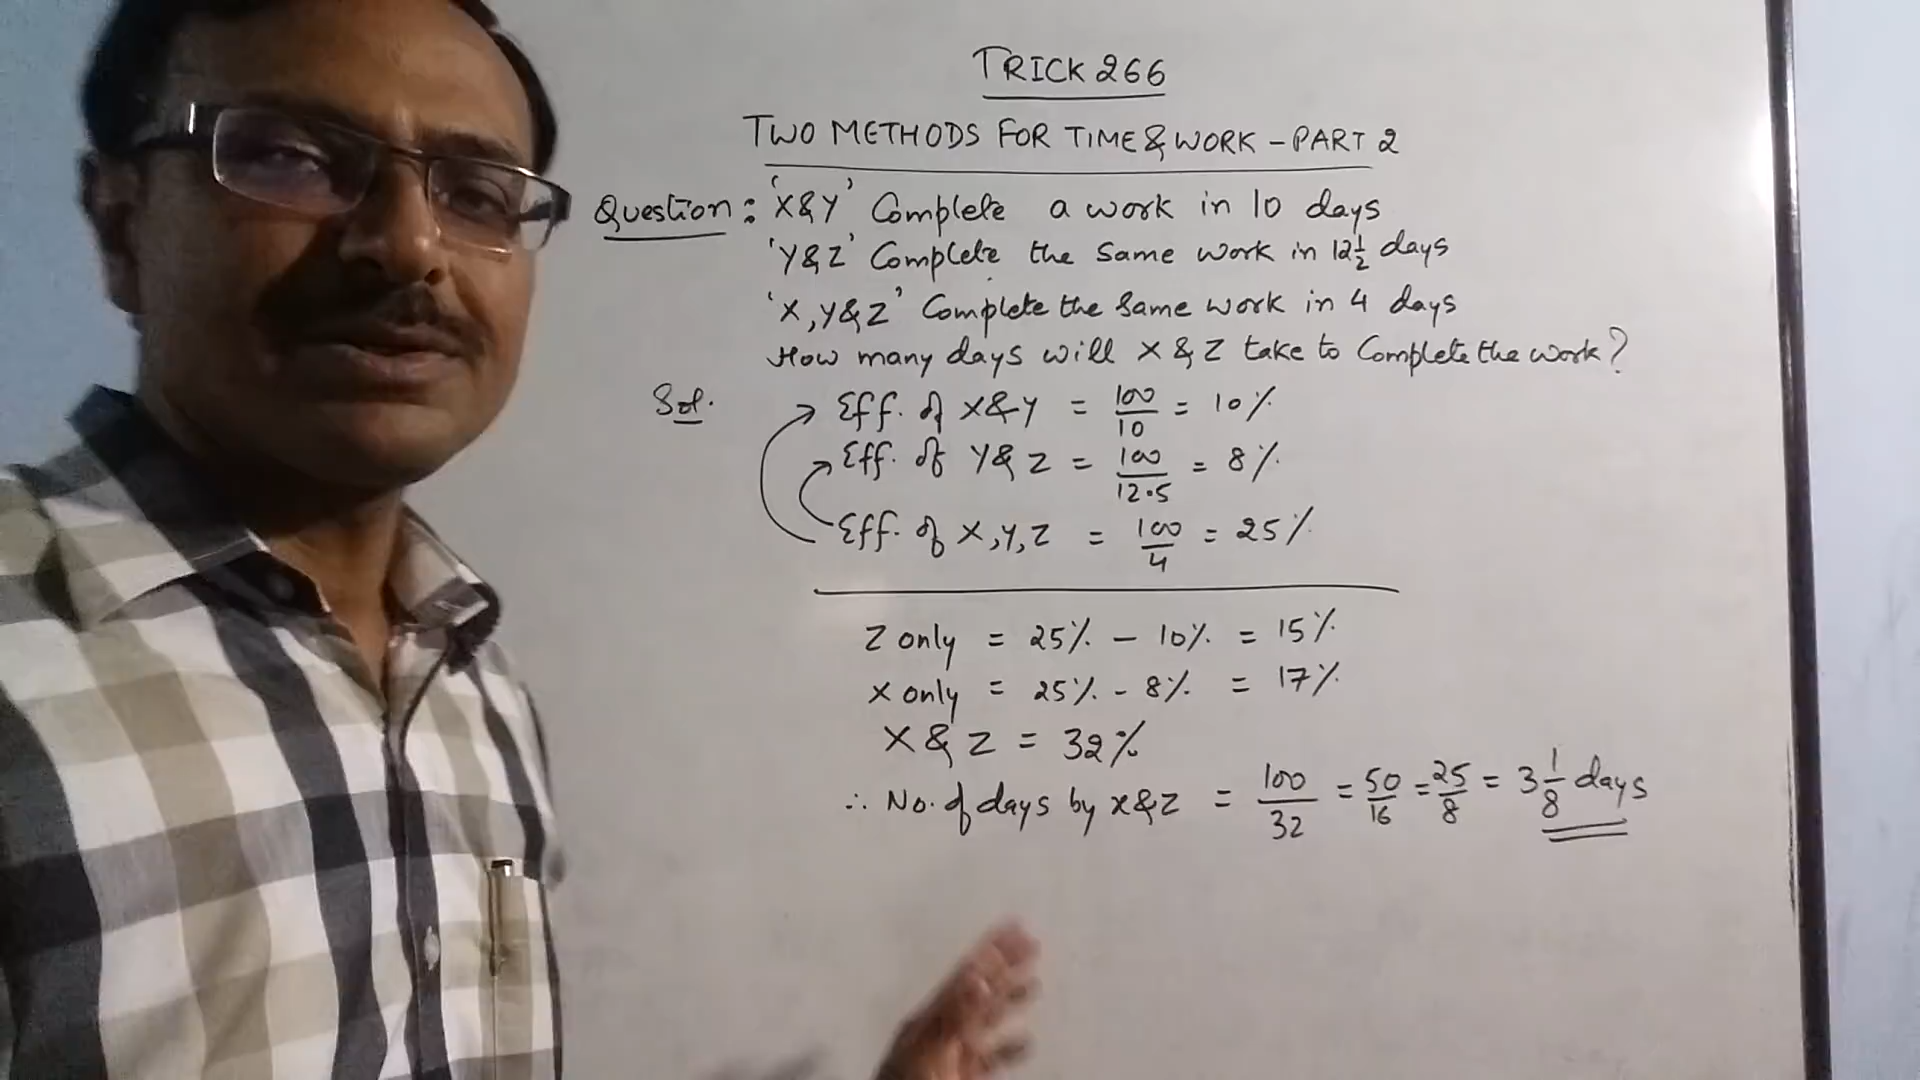 TRICK 266
TWO METHODS FOR TIME & WORK - PART 2
Question : 'X&Y' Complete a work in 10 days
'Y&Z' Complete the same work in 12 1/2 days
'X, Y & Z' Complete the same work in 4 days
How many days will X & Z take to Complete the work?
Sol. Eff. of X&Y = 100/10 = 10%
Eff. of Y&Z = 100/12.5 = 8%
Eff. of X,Y,Z = 100/4 = 25%
Z only = 25% - 10% = 15%
X only = 25% - 8% = 17%
X & Z = 32%
∴ No. of days by X&Z = 100/32 = 50/16 = 25/8 = 3 1/8 days